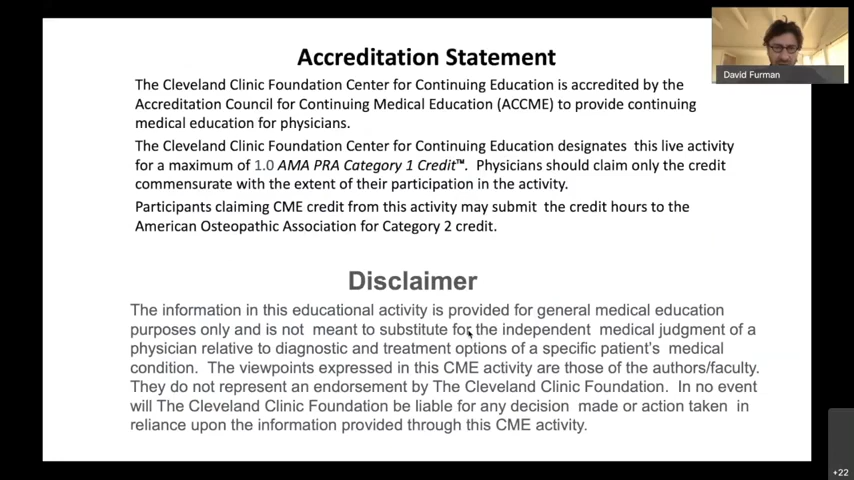 Accreditation Statement
The Cleveland Clinic Foundation Center for Continuing Education is accredited by the
Accreditation Council for Continuing Medical Education (ACCME) to provide continuing
medical education for physicians.
The Cleveland Clinic Foundation Center for Continuing Education designates this live activity
for a maximum of 1.0 AMA PRA Category 1 Credit™. Physicians should claim only the credit
commensurate with the extent of their participation in the activity.
Participants claiming CME credit from this activity may submit the credit hours to the
American Osteopathic Association for Category 2 credit.
Disclaimer
The information in this educational activity is provided for general medical education
purposes only and is not meant to substitute for the independent medical judgment of a
physician relative to diagnostic and treatment options of a specific patient's medical
condition. The viewpoints expressed in this CME activity are those of the authors/faculty.
They do not represent an endorsement by The Cleveland Clinic Foundation. In no event
will The Cleveland Clinic Foundation be liable for any decision made or action taken in
reliance upon the information provided through this CME activity.
David Furman
+22